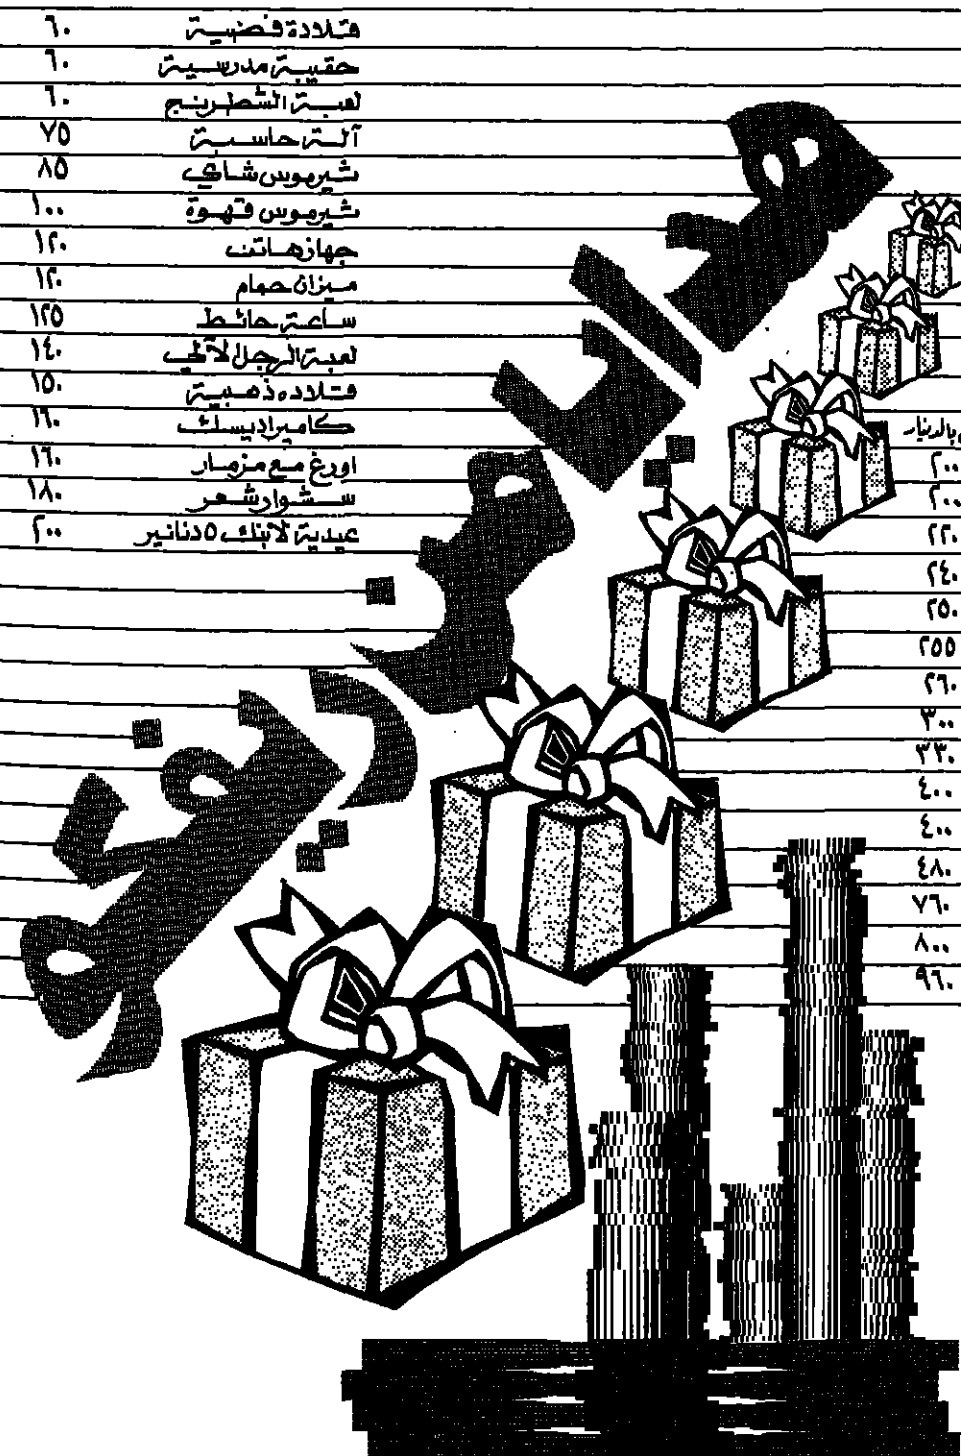 قلادة فضية ٦٠
حقيبة مدرسية ٦٠
لعبة الشطرنج ٦٠
آلة حاسبة ٧٥
ثيرموس شاي ٨٥
ثيرموس قهوة ١٠٠
جهاز هاتف ١٢٠
ميزان حمام ١٢٠
ساعة حائط ١٢٥
لعبة الرجل الآلي ١٤٠
قلاده ذهبية ١٥٠
كاميرا ديسك ١٦٠
اورغ مع مزمار ١٦٠
سشوار شعر ١٨٠
عيدية لابنك ٥ دنانير ٢٠٠
بالدينار
٢٠٠
٢٠٠
٢٢٠
٢٤٠
٢٥٠
٢٥٥
٢٦٠
٣٠٠
٣٣٠
٤٠٠
٤٠٠
٤٨٠
٧٦٠
٨٠٠
٩٦٠